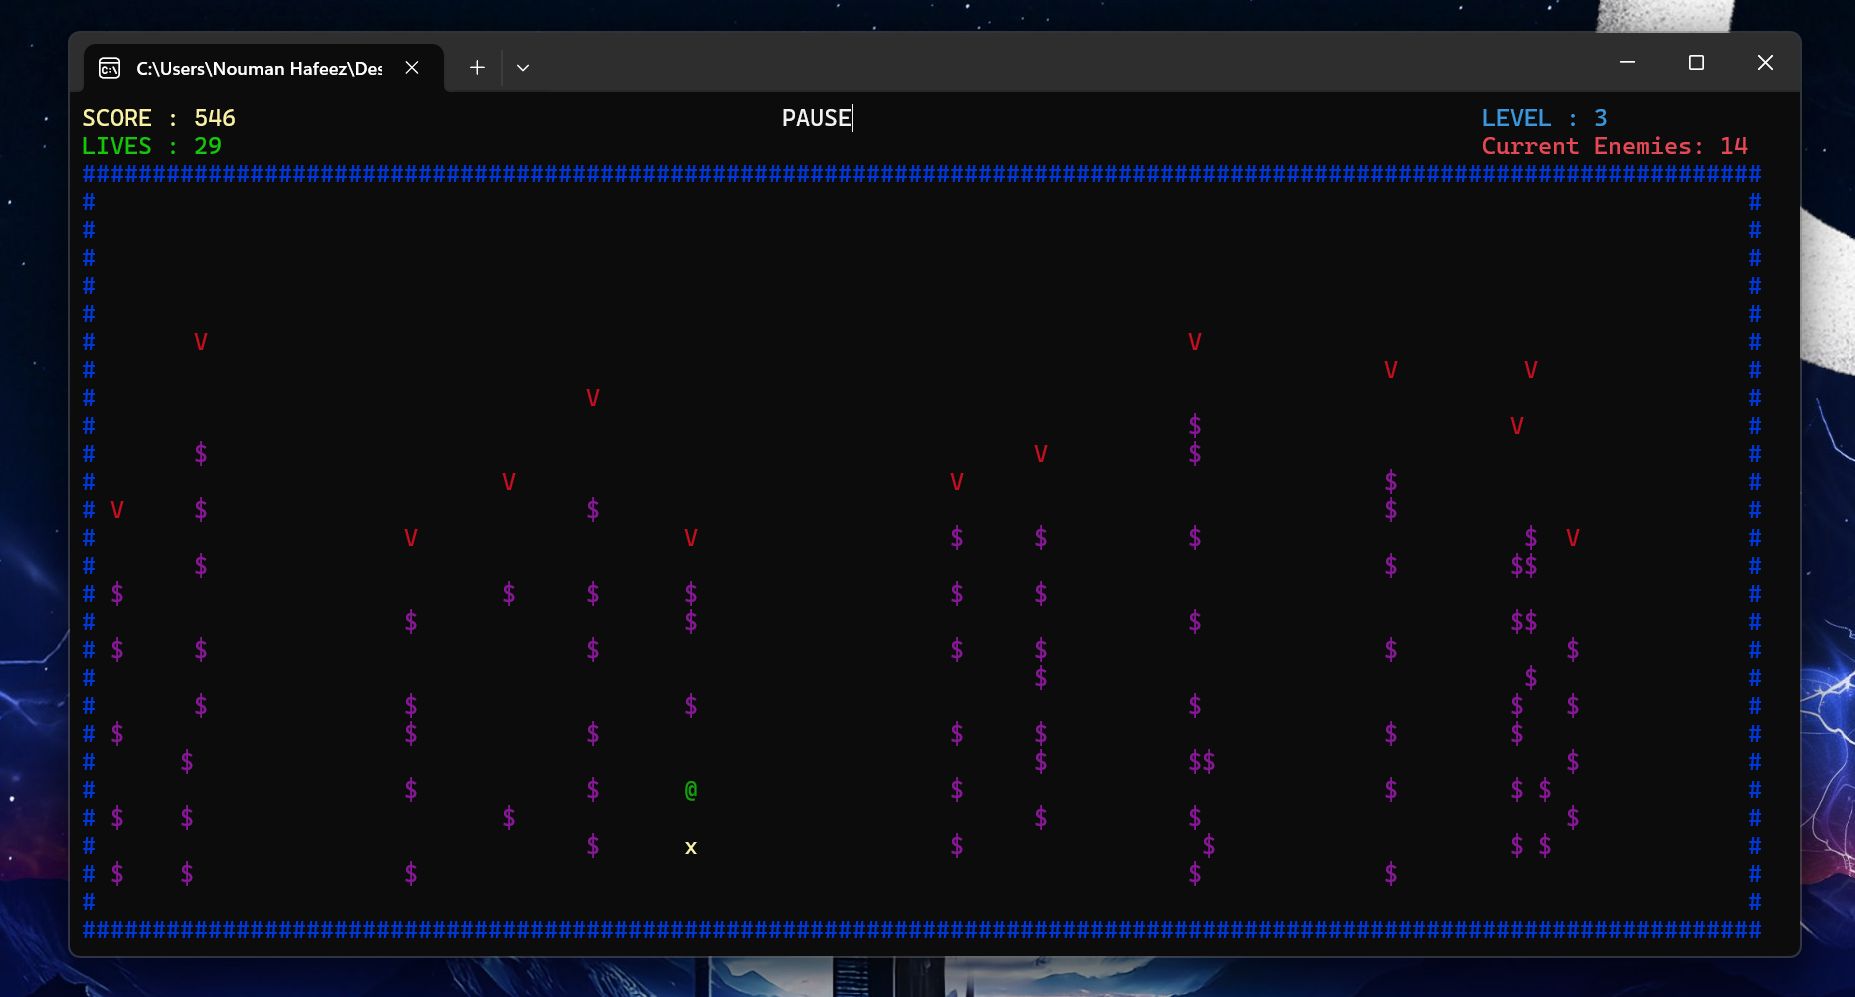 C:\Users\Nouman Hafeez\Des
SCORE : 546 PAUSE LEVEL : 3
LIVES : 29 Current Enemies: 14
########################################################################################################################
# #
# #
# #
# #
# #
# V V #
# V V #
# V #
# $ V #
# $ V $ #
# V V $ #
# V $ $ $ #
# V V $ $ $ $ V #
# $ $ $$ #
# $ $ $ $ $ $ #
# $ $ $ $$ #
# $ $ $ $ $ $ $ #
# $ $ #
# $ $ $ $ $ $ #
# $ $ $ $ $ $ $ #
# $ $ $$ $ #
# $ $ @ $ $ $ $ #
# $ $ $ $ $ $ #
# $ x $ $ $ $ #
# $ $ $ $ $ #
# #
########################################################################################################################